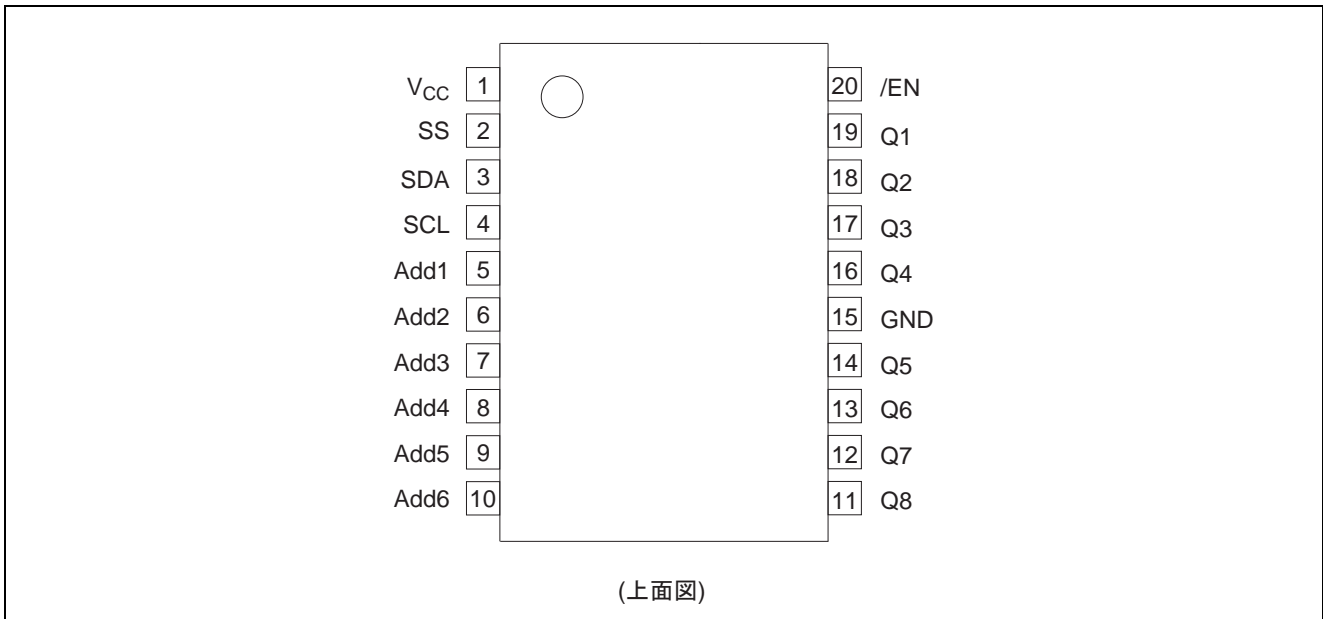 V_CC 1 20 /EN
SS 2 19 Q1
SDA 3 18 Q2
SCL 4 17 Q3
Add1 5 16 Q4
Add2 6 15 GND
Add3 7 14 Q5
Add4 8 13 Q6
Add5 9 12 Q7
Add6 10 11 Q8
(上面図)